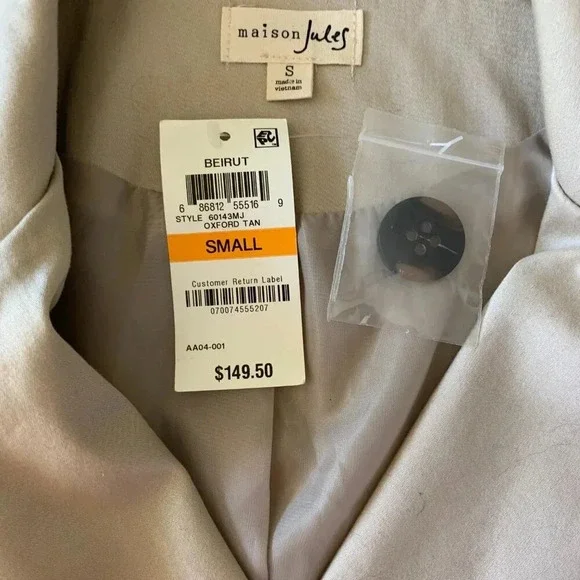 maison Jules
S
made in
vietnam
BEIRUT
6 86812 55516 9
STYLE 60143MJ
OXFORD TAN
SMALL
Customer Return Label
070074555207
AA04-001
$149.50